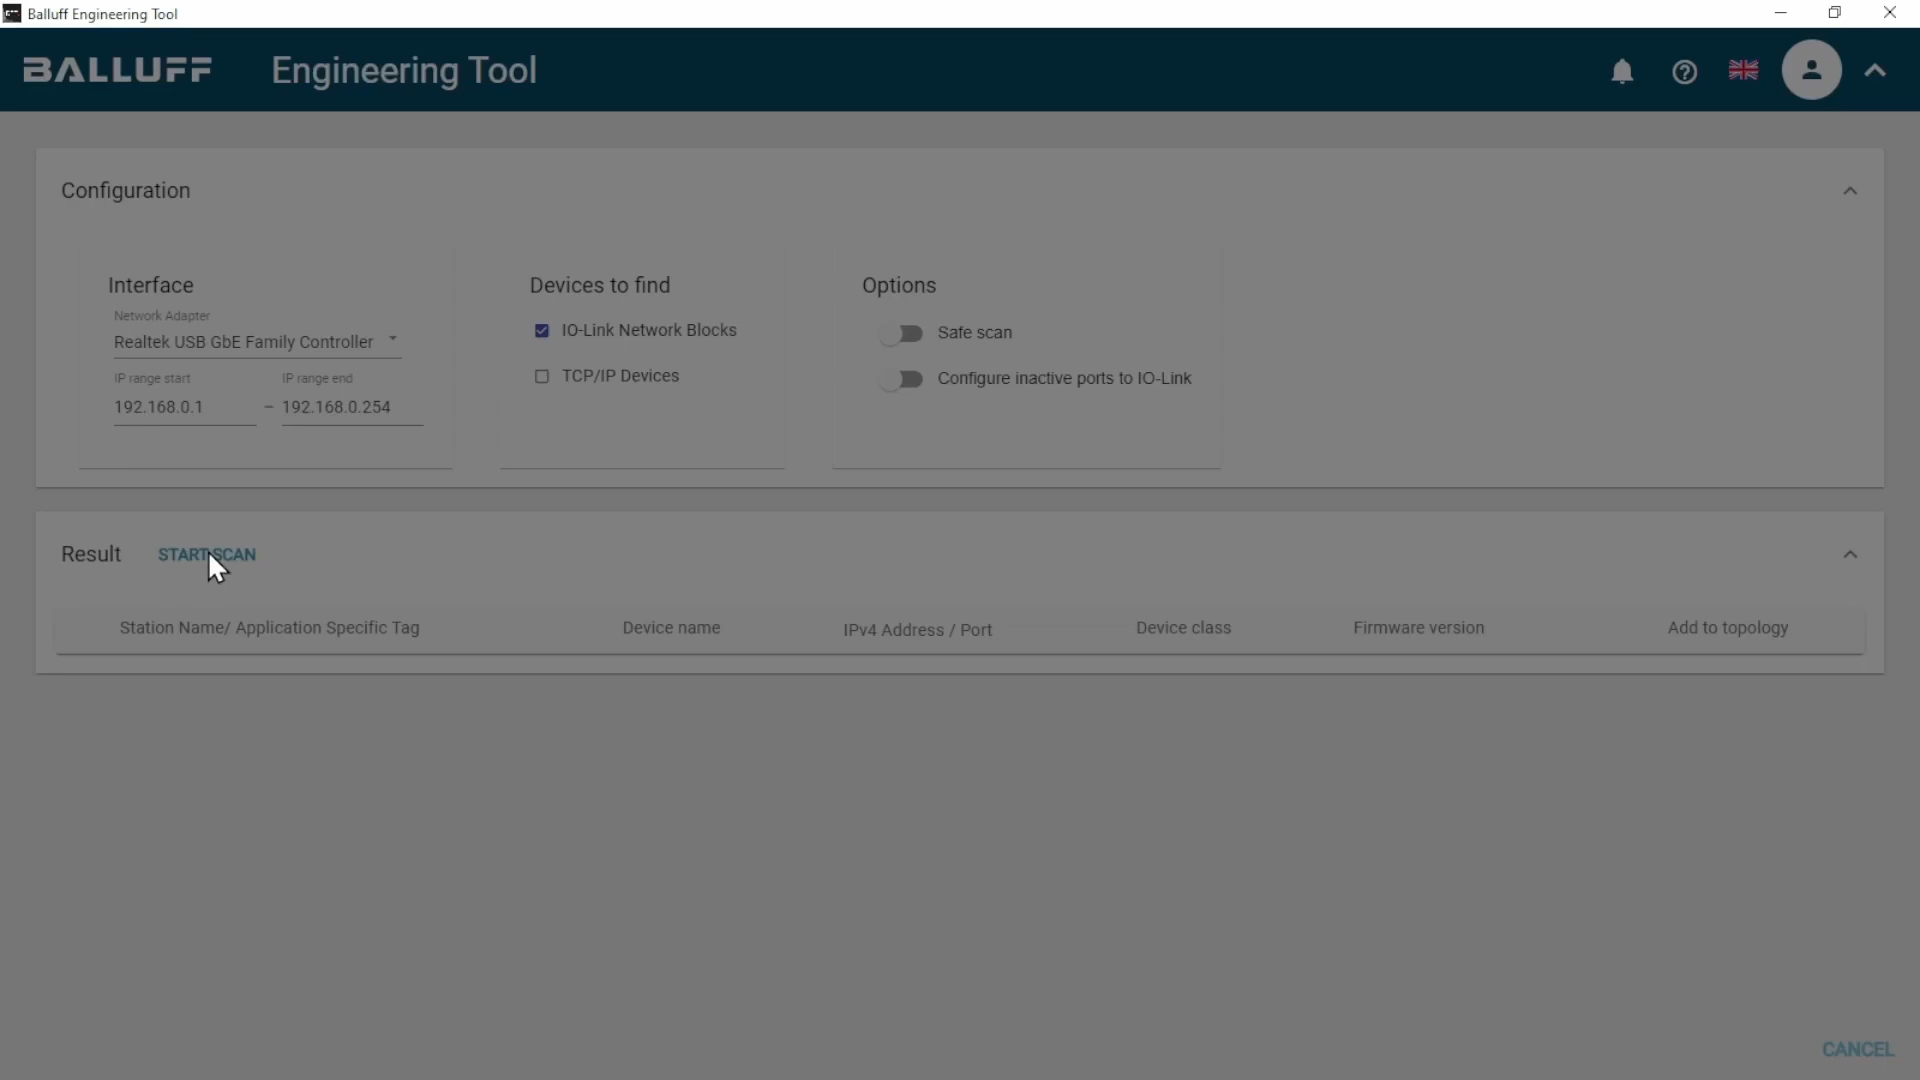 Balluff Engineering Tool
BALLUFF Engineering Tool
Configuration
Interface
Network Adapter
Realtek USB GbE Family Controller
IP range start
IP range end
192.168.0.1 – 192.168.0.254
Devices to find
IO-Link Network Blocks
TCP/IP Devices
Options
Safe scan
Configure inactive ports to IO-Link
Result START SCAN
Station Name/ Application Specific Tag Device name IPv4 Address / Port Device class Firmware version Add to topology
CANCEL